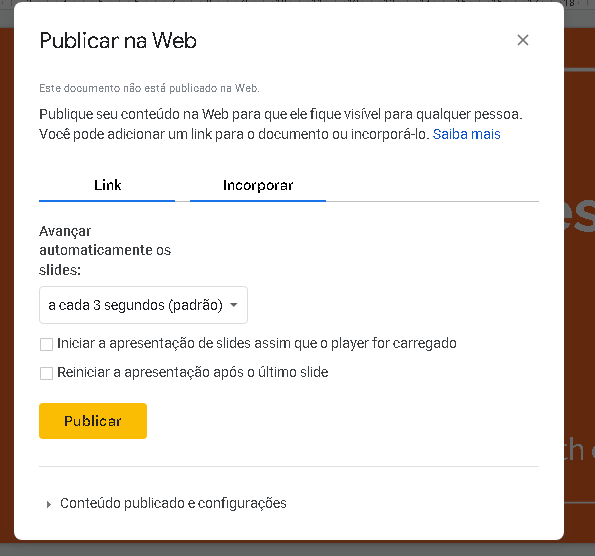 Publicar na Web
Este documento não está publicado na Web.
Publique seu conteúdo na Web para que ele fique visível para qualquer pessoa.
Você pode adicionar um link para o documento ou incorporá-lo. Saiba mais
Link
Incorporar
Avançar
automaticamente os
slides:
a cada 3 segundos (padrão)
Iniciar a apresentação de slides assim que o player for carregado
Reiniciar a apresentação após o último slide
Publicar
Conteúdo publicado e configurações